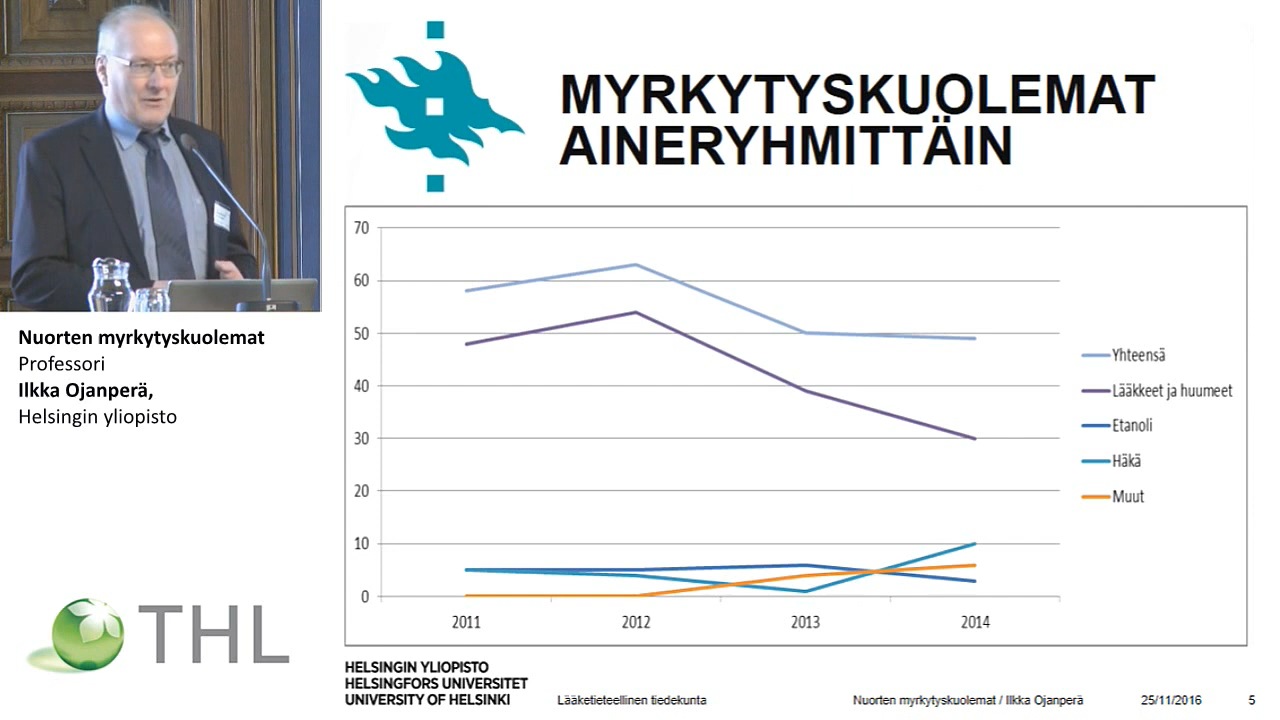 MYRKYTYSKUOLEMAT
AINERYHMITTÄIN
Nuorten myrkytyskuolemat
Professori
Ilkka Ojanperä,
Helsingin yliopisto
THL
70
60
50
40
30
20
10
0
2011 2012 2013 2014
Yhteensä
Lääkkeet ja huumeet
Etanoli
Häkä
Muut
HELSINGIN YLIOPISTO
HELSINGFORS UNIVERSITET
UNIVERSITY OF HELSINKI
Lääketieteellinen tiedekunta
Nuorten myrkytyskuolemat / Ilkka Ojanperä
25/11/2016
5